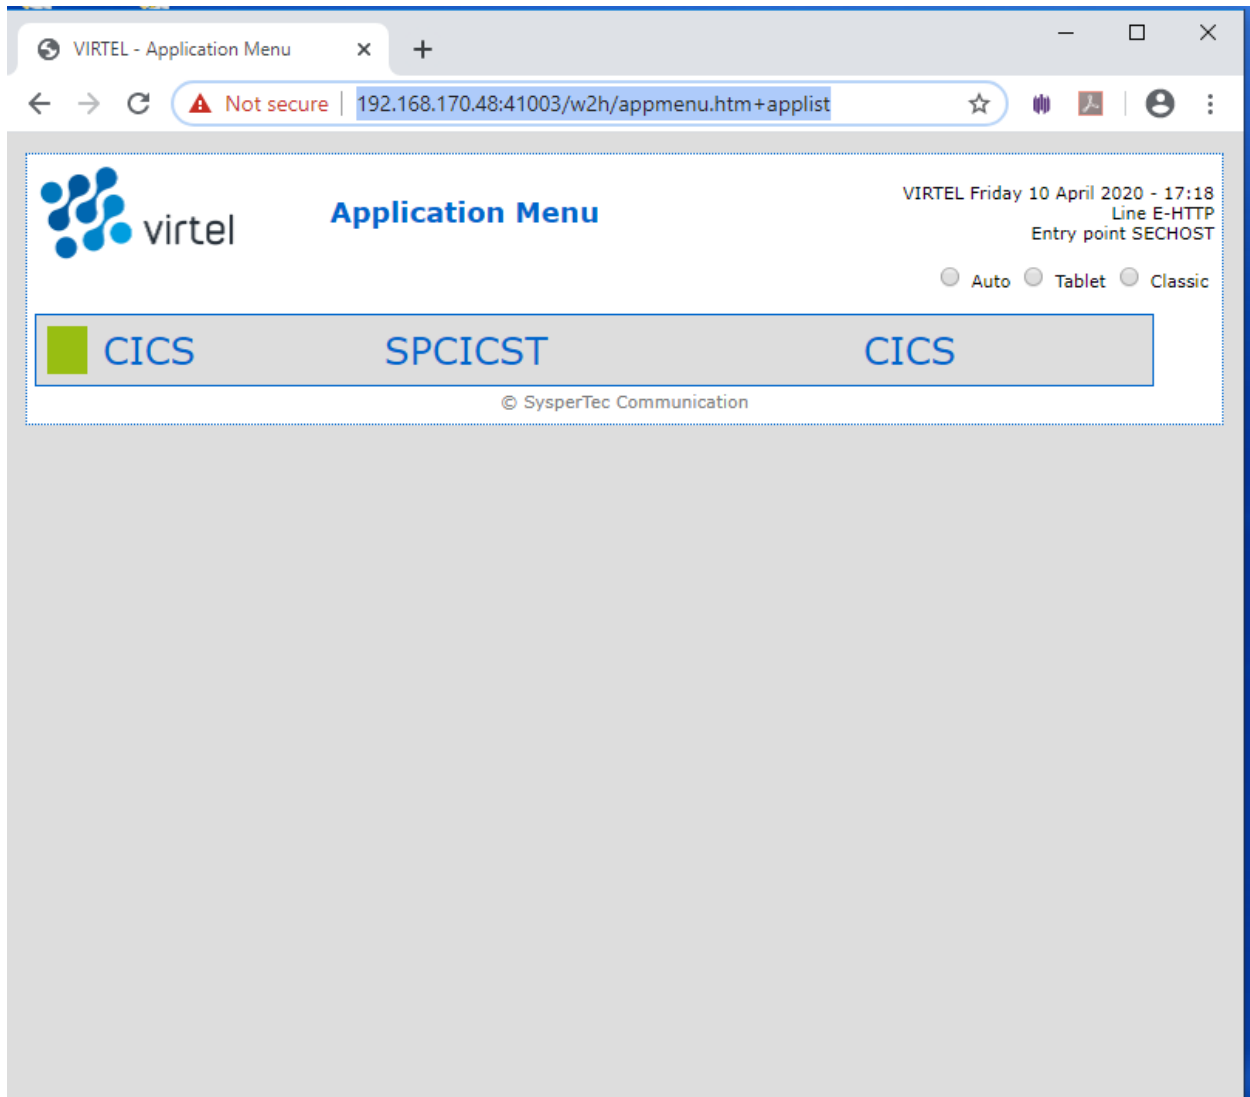 VIRTEL - Application Menu
Not secure | 192.168.170.48:41003/w2h/appmenu.htm+applist
virtel
Application Menu
VIRTEL Friday 10 April 2020 - 17:18
Line E-HTTP
Entry point SECHOST
Auto Tablet Classic
CICS SPCICST CICS
© SysperTec Communication